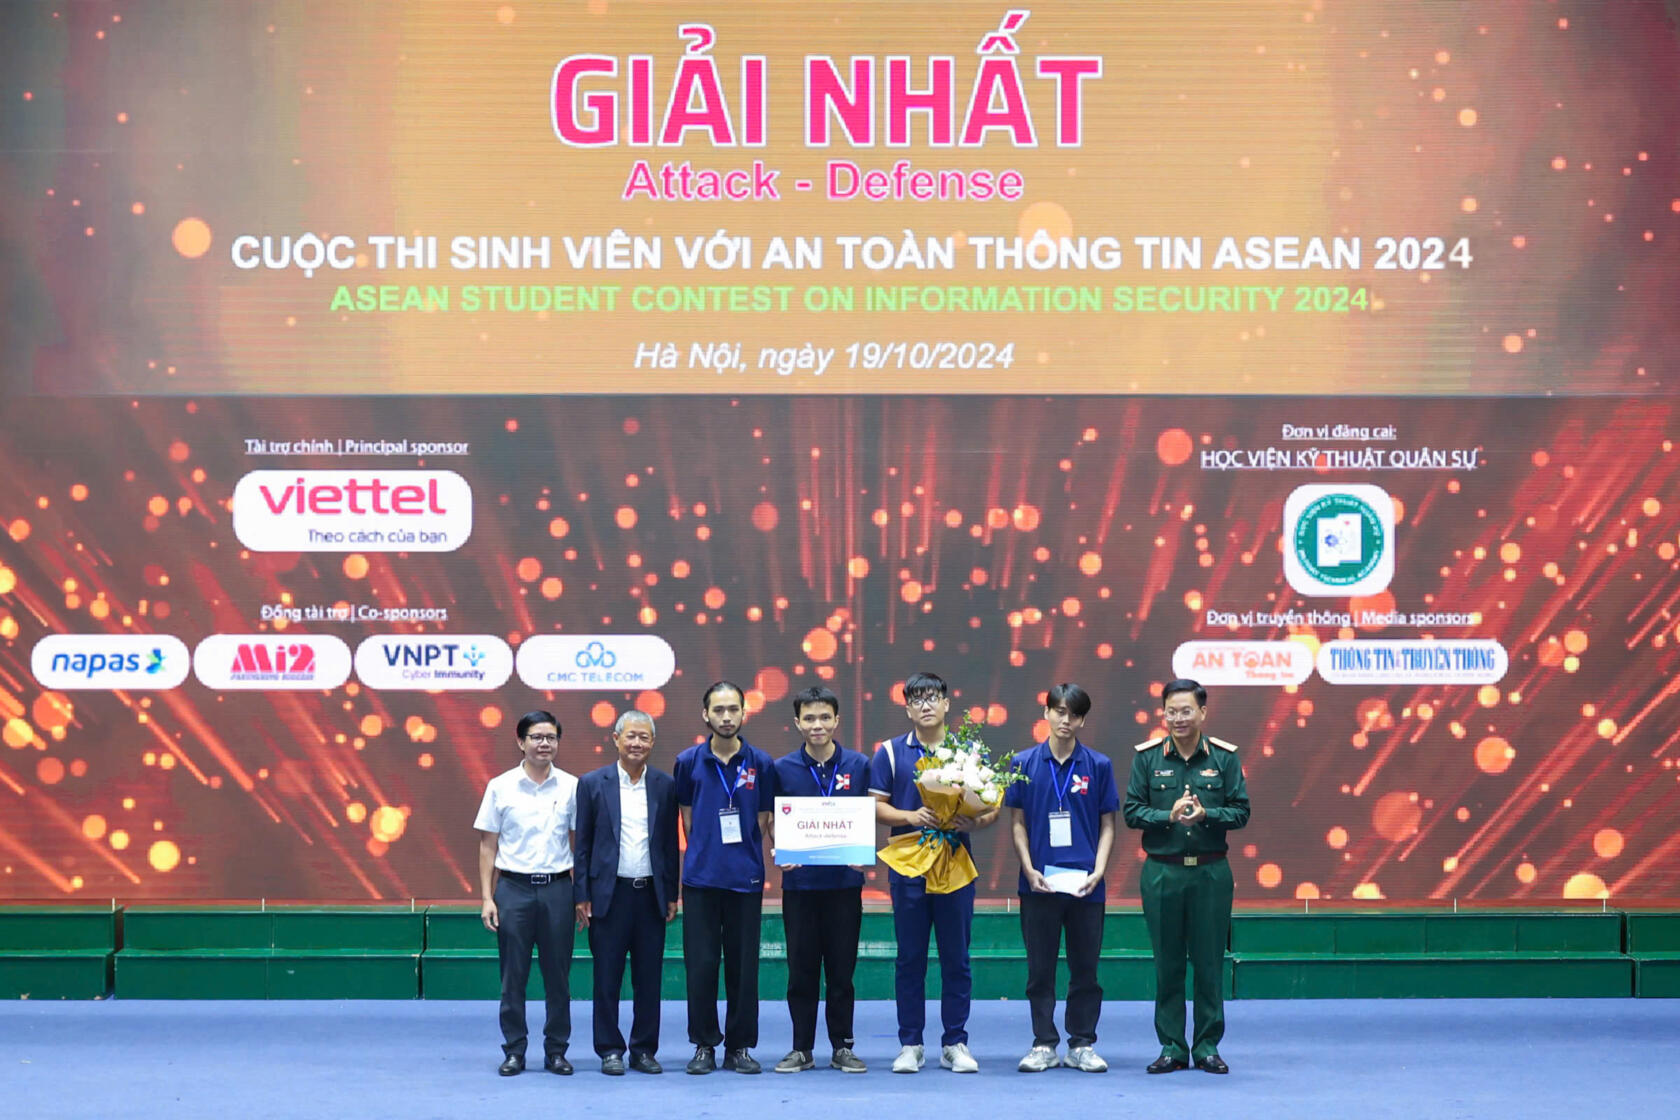 GIẢI NHẤT
Attack - Defense
CUỘC THI SINH VIÊN VỚI AN TOÀN THÔNG TIN ASEAN 2024
ASEAN STUDENT CONTEST ON INFORMATION SECURITY 2024
Hà Nội, ngày 19/10/2024
Tài trợ chính | Principal sponsor
viettel
Theo cách của bạn
Đồng tài trợ | Co-sponsors
napas
Mi2
VNPT
Cyber Immunity
CMC TELECOM
Đơn vị đăng cai:
HỌC VIỆN KỸ THUẬT QUÂN SỰ
Đơn vị truyền thông | Media sponsors
AN TOÀN
Thông tin
THÔNG TIN & TRUYỀN THÔNG
GIẢI NHẤT
Attack-defense